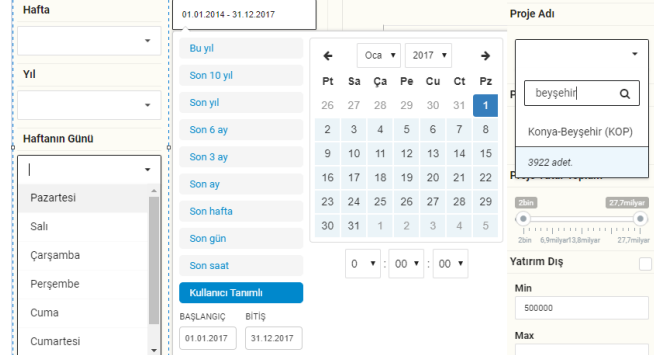 Hafta
Yıl
Haftanın Günü
Pazartesi
Salı
Çarşamba
Perşembe
Cuma
Cumartesi
01.01.2014 - 31.12.2017
Bu yıl
Son 10 yıl
Son yıl
Son 6 ay
Son 3 ay
Son ay
Son hafta
Son gün
Son saat
Kullanıcı Tanımlı
BAŞLANGIÇ BİTİŞ
01.01.2017 31.12.2017
Oca 2017
Pt Sa Ça Pe Cu Ct Pz
26 27 28 29 30 31 1
2 3 4 5 6 7 8
9 10 11 12 13 14 15
16 17 18 19 20 21 22
23 24 25 26 27 28 29
30 31 1 2 3 4 5
0 : 00 : 00
Proje Adı
beyşehir
Konya-Beyşehir (KOP)
3922 adet.
2bin 27,7milyar
2bin 6,9milyar13,8milyar 27,7milyar
Yatırım Dış
Min
500000
Max